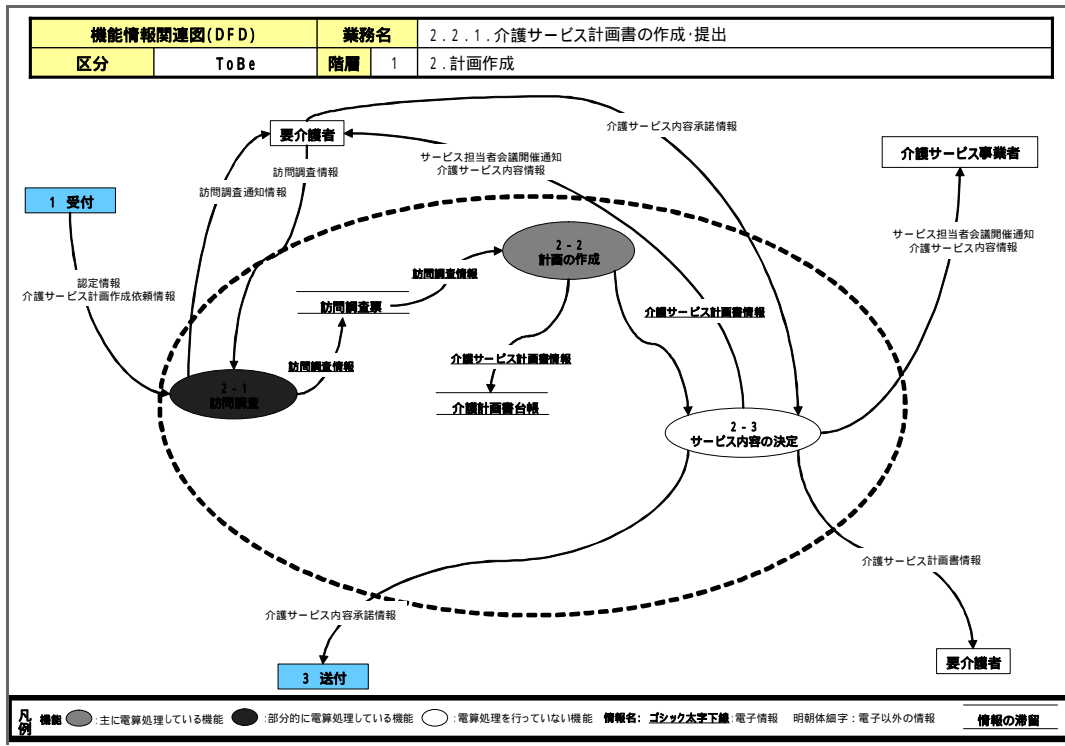 機能情報関連図(DFD)
業務名
2.2.1.介護サービス計画書の作成・提出
区分
ToBe
階層
1
2.計画作成
要介護者
介護サービス内容承諾情報
サービス担当者会議開催通知
介護サービス内容情報
介護サービス事業者
訪問調査情報
訪問調査通知情報
1 受付
サービス担当者会議開催通知
介護サービス内容情報
2-2
計画の作成
訪問調査情報
認定情報
介護サービス計画作成依頼情報
訪問調査票
介護サービス計画書情報
訪問調査情報
介護サービス計画書情報
2-1
訪問調査
介護計画書台帳
2-3
サービス内容の決定
介護サービス計画書情報
介護サービス内容承諾情報
3 送付
要介護者
凡例
機能
:主に電算処理している機能
:部分的に電算処理している機能
:電算処理を行っていない機能
情報名: ゴシック太字下線:電子情報
明朝体細字:電子以外の情報
情報の滞留